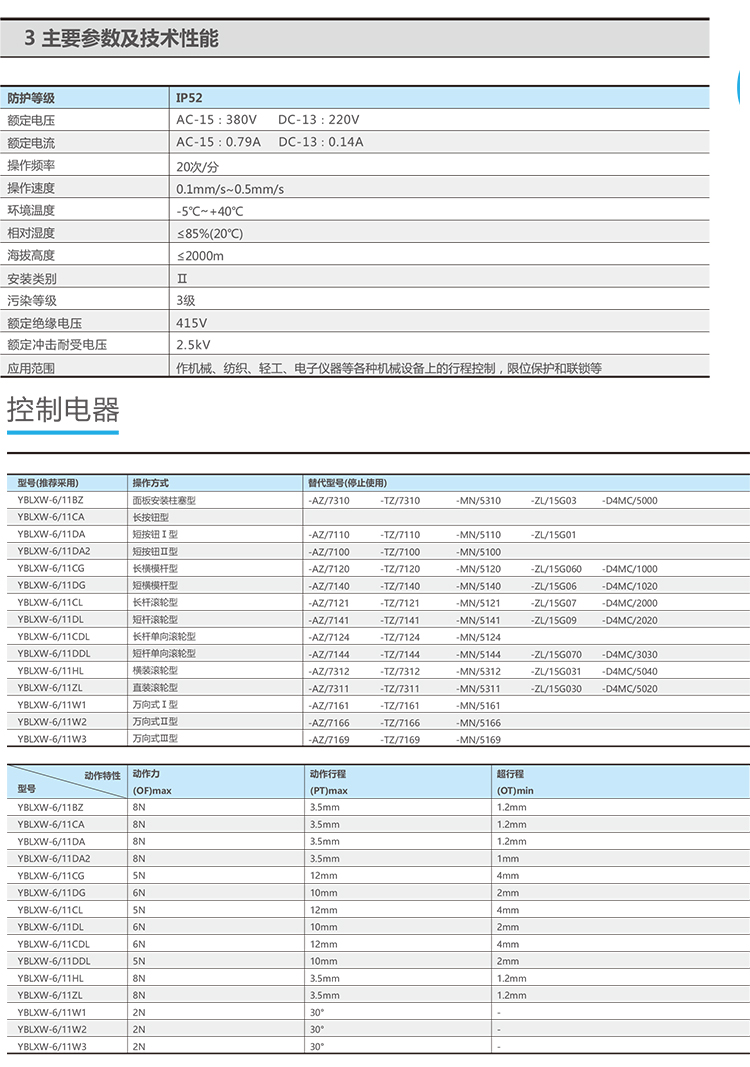 3 主要参数及技术性能
防护等级 IP52
额定电压 AC-15：380V DC-13：220V
额定电流 AC-15：0.79A DC-13：0.14A
操作频率 20次/分
操作速度 0.1mm/s~0.5mm/s
环境温度 -5℃~+40℃
相对湿度 ≤85%(20℃)
海拔高度 ≤2000m
安装类别 Ⅱ
污染等级 3级
额定绝缘电压 415V
额定冲击耐受电压 2.5kV
应用范围 作机械、纺织、轻工、电子仪器等各种机械设备上的行程控制，限位保护和联锁等
控制电器
型号(推荐采用) 操作方式 替代型号(停止使用)
YBLXW-6/11BZ 面板安装柱塞型 -AZ/7310 -TZ/7310 -MN/5310 -ZL/15G03 -D4MC/5000
YBLXW-6/11CA 长按钮型
YBLXW-6/11DA 短按钮Ⅰ型 -AZ/7110 -TZ/7110 -MN/5110 -ZL/15G01
YBLXW-6/11DA2 短按钮Ⅱ型 -AZ/7100 -TZ/7100 -MN/5100
YBLXW-6/11CG 长横模杆型 -AZ/7120 -TZ/7120 -MN/5120 -ZL/15G060 -D4MC/1000
YBLXW-6/11DG 短横模杆型 -AZ/7140 -TZ/7140 -MN/5140 -ZL/15G06 -D4MC/1020
YBLXW-6/11CL 长杆滚轮型 -AZ/7121 -TZ/7121 -MN/5121 -ZL/15G07 -D4MC/2000
YBLXW-6/11DL 短杆滚轮型 -AZ/7141 -TZ/7141 -MN/5141 -ZL/15G09 -D4MC/2020
YBLXW-6/11CDL 长杆单向滚轮型 -AZ/7124 -TZ/7124 -MN/5124
YBLXW-6/11DDL 短杆单向滚轮型 -AZ/7144 -TZ/7144 -MN/5144 -ZL/15G070 -D4MC/3030
YBLXW-6/11HL 横装滚轮型 -AZ/7312 -TZ/7312 -MN/5312 -ZL/15G031 -D4MC/5040
YBLXW-6/11ZL 直装滚轮型 -AZ/7311 -TZ/7311 -MN/5311 -ZL/15G030 -D4MC/5020
YBLXW-6/11W1 万向式Ⅰ型 -AZ/7161 -TZ/7161 -MN/5161
YBLXW-6/11W2 万向式Ⅱ型 -AZ/7166 -TZ/7166 -MN/5166
YBLXW-6/11W3 万向式Ⅲ型 -AZ/7169 -TZ/7169 -MN/5169
动作特性 动作力 动作行程 超行程
型号 (OF)max (PT)max (OT)min
YBLXW-6/11BZ 8N 3.5mm 1.2mm
YBLXW-6/11CA 8N 3.5mm 1.2mm
YBLXW-6/11DA 8N 3.5mm 1.2mm
YBLXW-6/11DA2 8N 3.5mm 1mm
YBLXW-6/11CG 5N 12mm 4mm
YBLXW-6/11DG 6N 10mm 2mm
YBLXW-6/11CL 5N 12mm 4mm
YBLXW-6/11DL 6N 10mm 2mm
YBLXW-6/11CDL 6N 12mm 4mm
YBLXW-6/11DDL 5N 10mm 2mm
YBLXW-6/11HL 8N 3.5mm 1.2mm
YBLXW-6/11ZL 8N 3.5mm 1.2mm
YBLXW-6/11W1 2N 30° -
YBLXW-6/11W2 2N 30° -
YBLXW-6/11W3 2N 30° -